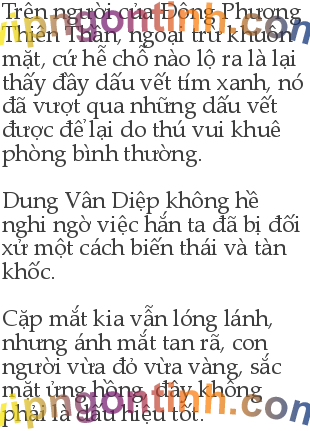 Trên người của Đông Phương
Thiên Thần, ngoại trừ khuôn
mặt, cứ hễ chỗ nào lộ ra là lại
thấy đầy dấu vết tím xanh, nó
đã vượt qua những dấu vết
được để lại do thú vui khuê
phòng bình thường.
Dung Vân Diệp không hề
nghi ngờ việc hắn ta đã bị đối
xử một cách biến thái và tàn
khốc.
Cặp mắt kia vẫn lóng lánh,
nhưng ánh mắt tan rã, con
người vừa đỏ vừa vàng, sắc
mặt ửng hồng, đây không
phải là dấu hiệu tốt.
vipngontinh.com
vipngontinh.com